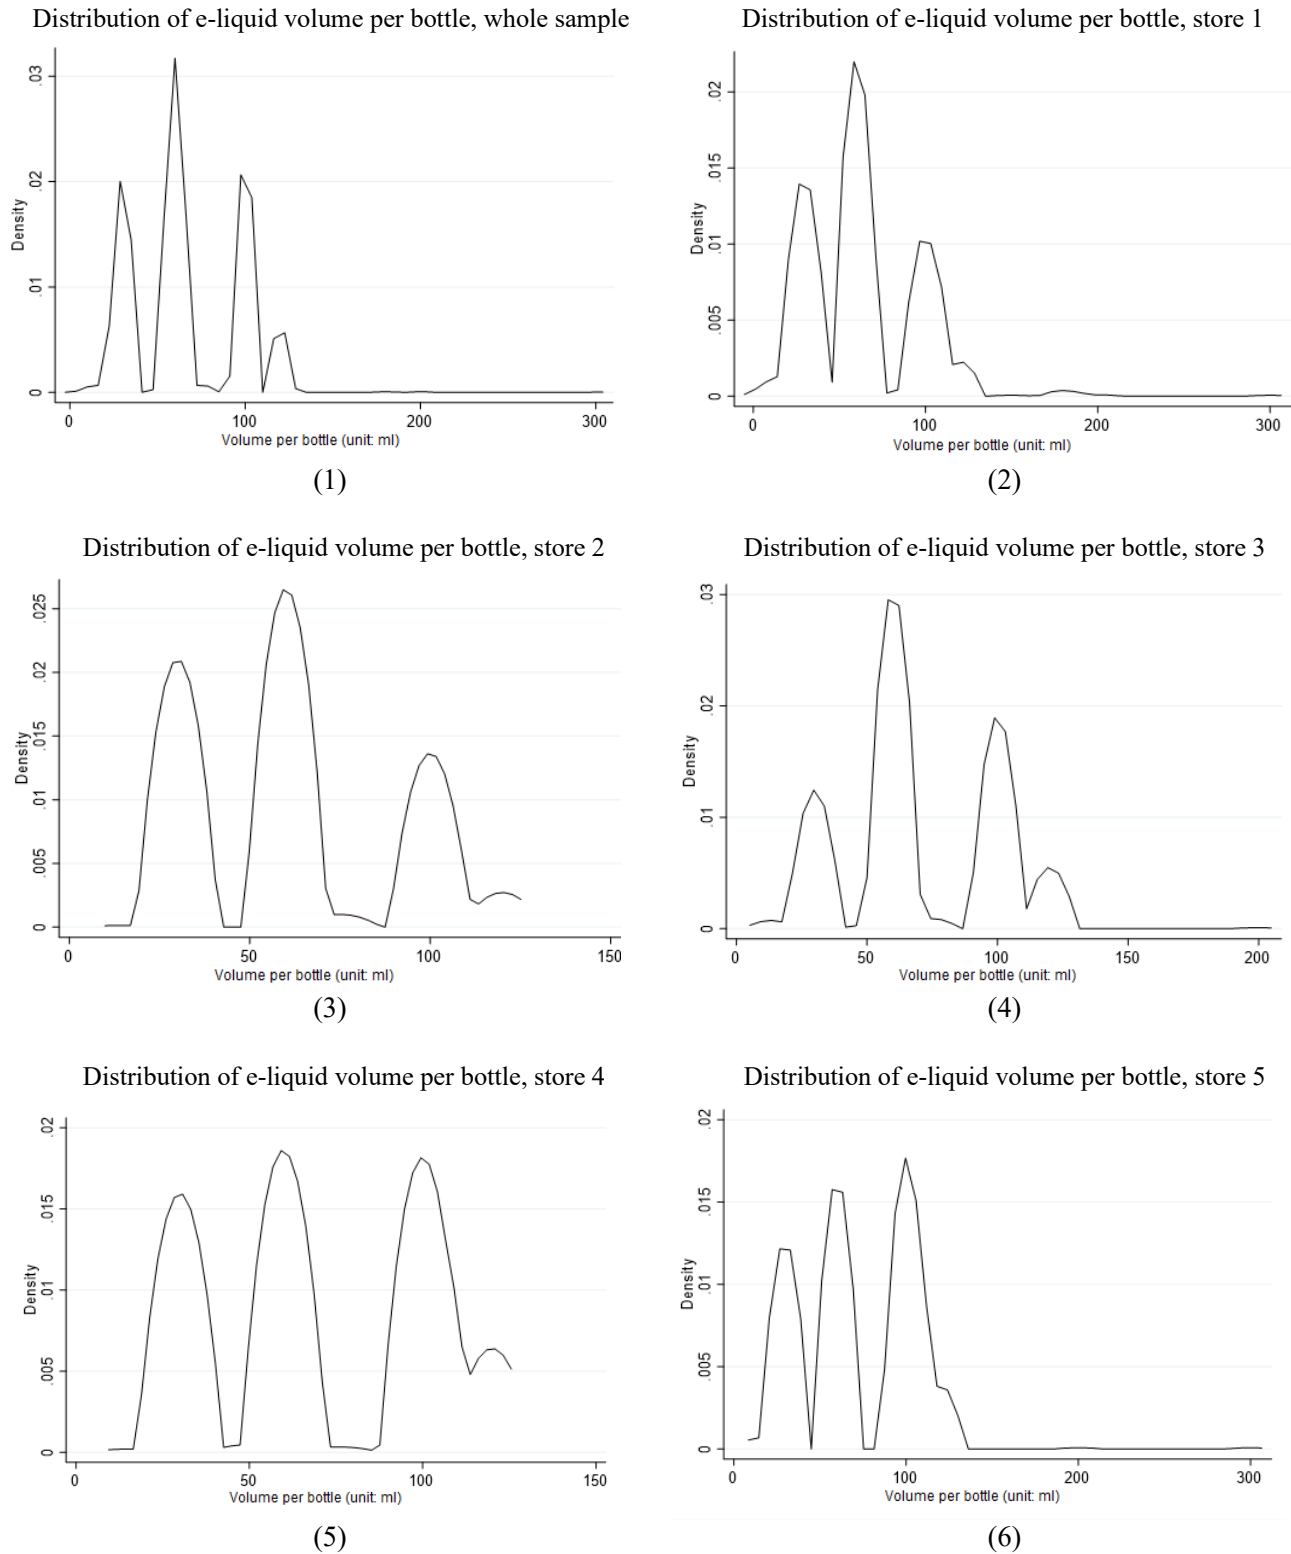 Distribution of e-liquid volume per bottle, whole sample
Density
.03
.02
.01
0
0 100 200 300
Volume per bottle (unit: ml)
(1)
Distribution of e-liquid volume per bottle, store 1
Density
.02
.015
.01
.005
0
0 100 200 300
Volume per bottle (unit: ml)
(2)
Distribution of e-liquid volume per bottle, store 2
Density
.025
.02
.015
.01
.005
0
0 50 100 150
Volume per bottle (unit: ml)
(3)
Distribution of e-liquid volume per bottle, store 3
Density
.03
.02
.01
0
0 50 100 150 200
Volume per bottle (unit: ml)
(4)
Distribution of e-liquid volume per bottle, store 4
Density
.02
.015
.01
.005
0
0 50 100 150
Volume per bottle (unit: ml)
(5)
Distribution of e-liquid volume per bottle, store 5
Density
.02
.015
.01
.005
0
0 100 200 300
Volume per bottle (unit: ml)
(6)